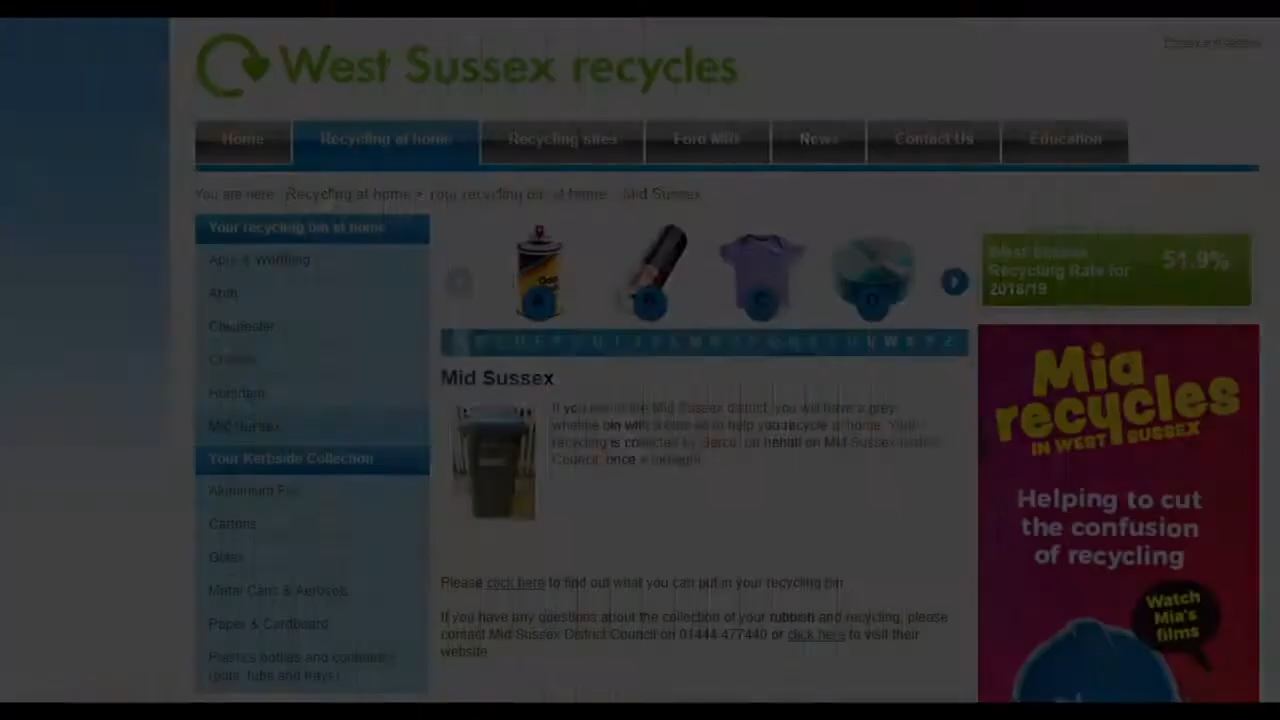 West Sussex recycles
Privacy and cookies
Home
Recycling at home
Recycling sites
Ford MRF
News
Contact Us
Education
You are here: Recycling at home > Your recycling bin at home > Mid Sussex
Your recycling bin at home
Adur & Worthing
Arun
Chichester
Crawley
Horsham
Mid Sussex
Your Kerbside Collection
Aluminium Foil
Cartons
Glass
Metal Cans & Aerosols
Paper & Cardboard
Plastics bottles and containers
(pots, tubs and trays)
A
B
C
D
Mid Sussex
If you live in the Mid Sussex district, you will have a grey
wheelie bin with a blue lid to help you recycle at home. Your
recycling is collected by Serco, on behalf on Mid Sussex District
Council, once a fortnight.
Please click here to find out what you can put in your recycling bin
If you have any questions about the collection of your rubbish and recycling, please
contact Mid Sussex District Council on 01444 477440 or click here to visit their
website.
West Sussex
Recycling Rate for
2018/19
51.9%
Mia
recycles
IN WEST SUSSEX
Helping to cut
the confusion
of recycling
Watch
Mia's
films